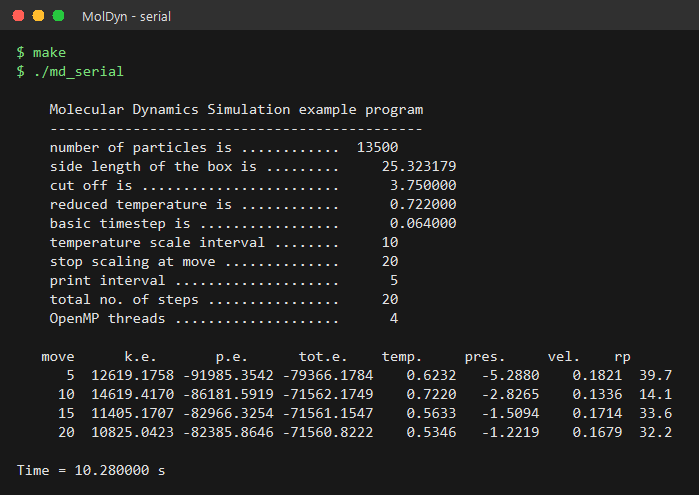 MolDyn - serial
$ make
$ ./md_serial
Molecular Dynamics Simulation example program
---------------------------------------------
number of particles is ............  13500
side length of the box is .........     25.323179
cut off is ........................      3.750000
reduced temperature is ............      0.722000
basic timestep is .................      0.064000
temperature scale interval ........     10
stop scaling at move ..............     20
print interval ....................      5
total no. of steps ................     20
OpenMP threads ....................      4
move      k.e.       p.e.      tot.e.    temp.     pres.     vel.    rp
5  12619.1758 -91985.3542 -79366.1784    0.6232   -5.2880   0.1821  39.7
10  14619.4170 -86181.5919 -71562.1749    0.7220   -2.8265   0.1336  14.1
15  11405.1707 -82966.3254 -71561.1547    0.5633   -1.5094   0.1714  33.6
20  10825.0423 -82385.8646 -71560.8222    0.5346   -1.2219   0.1679  32.2
Time = 10.280000 s